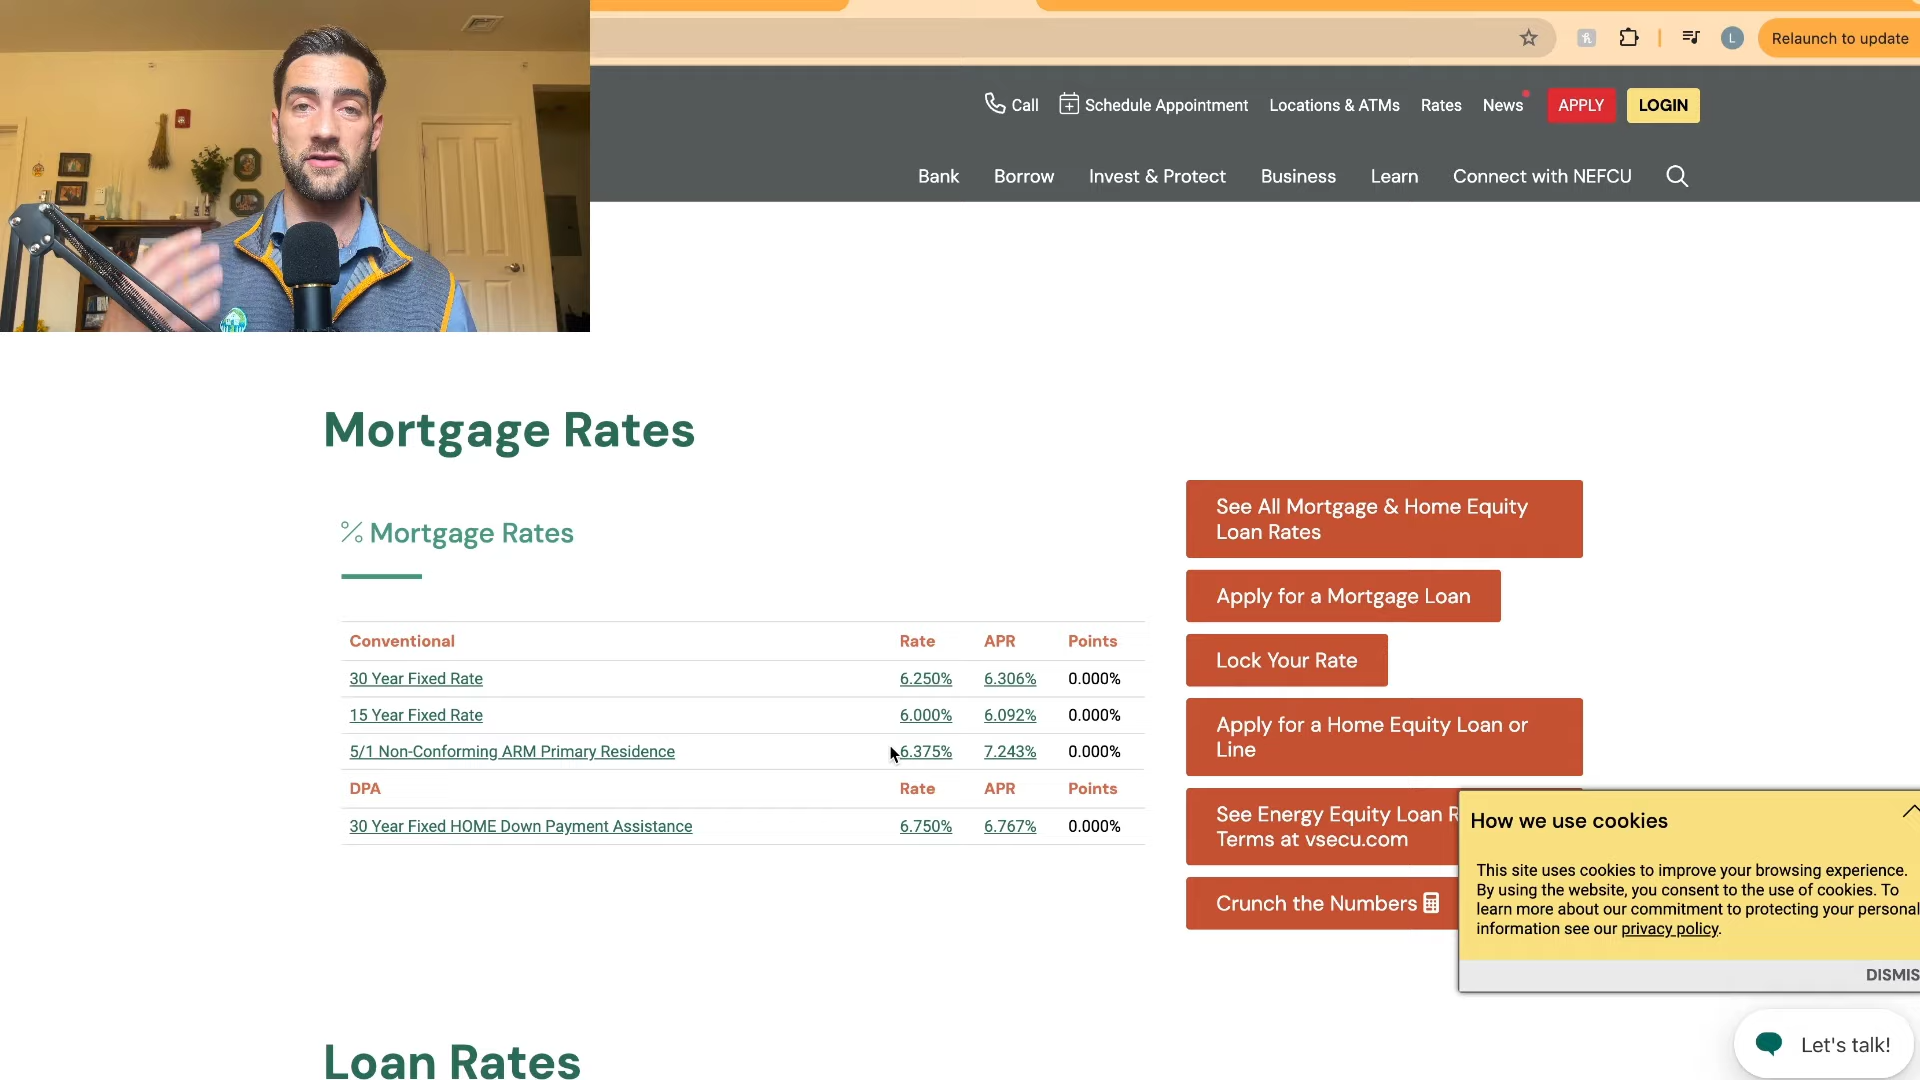 Relaunch to update
Call
Schedule Appointment
Locations & ATMs
Rates
News
APPLY
LOGIN
Bank
Borrow
Invest & Protect
Business
Learn
Connect with NEFCU
Mortgage Rates
% Mortgage Rates
Conventional Rate APR Points
30 Year Fixed Rate 6.250% 6.306% 0.000%
15 Year Fixed Rate 6.000% 6.092% 0.000%
5/1 Non-Conforming ARM Primary Residence 6.375% 7.243% 0.000%
DPA Rate APR Points
30 Year Fixed HOME Down Payment Assistance 6.750% 6.767% 0.000%
See All Mortgage & Home Equity
Loan Rates
Apply for a Mortgage Loan
Lock Your Rate
Apply for a Home Equity Loan or
Line
See Energy Equity Loan R
Terms at vsecu.com
Crunch the Numbers
How we use cookies
This site uses cookies to improve your browsing experience.
By using the website, you consent to the use of cookies. To
learn more about our commitment to protecting your personal
information see our privacy policy.
DISMIS
Let's talk!
Loan Rates